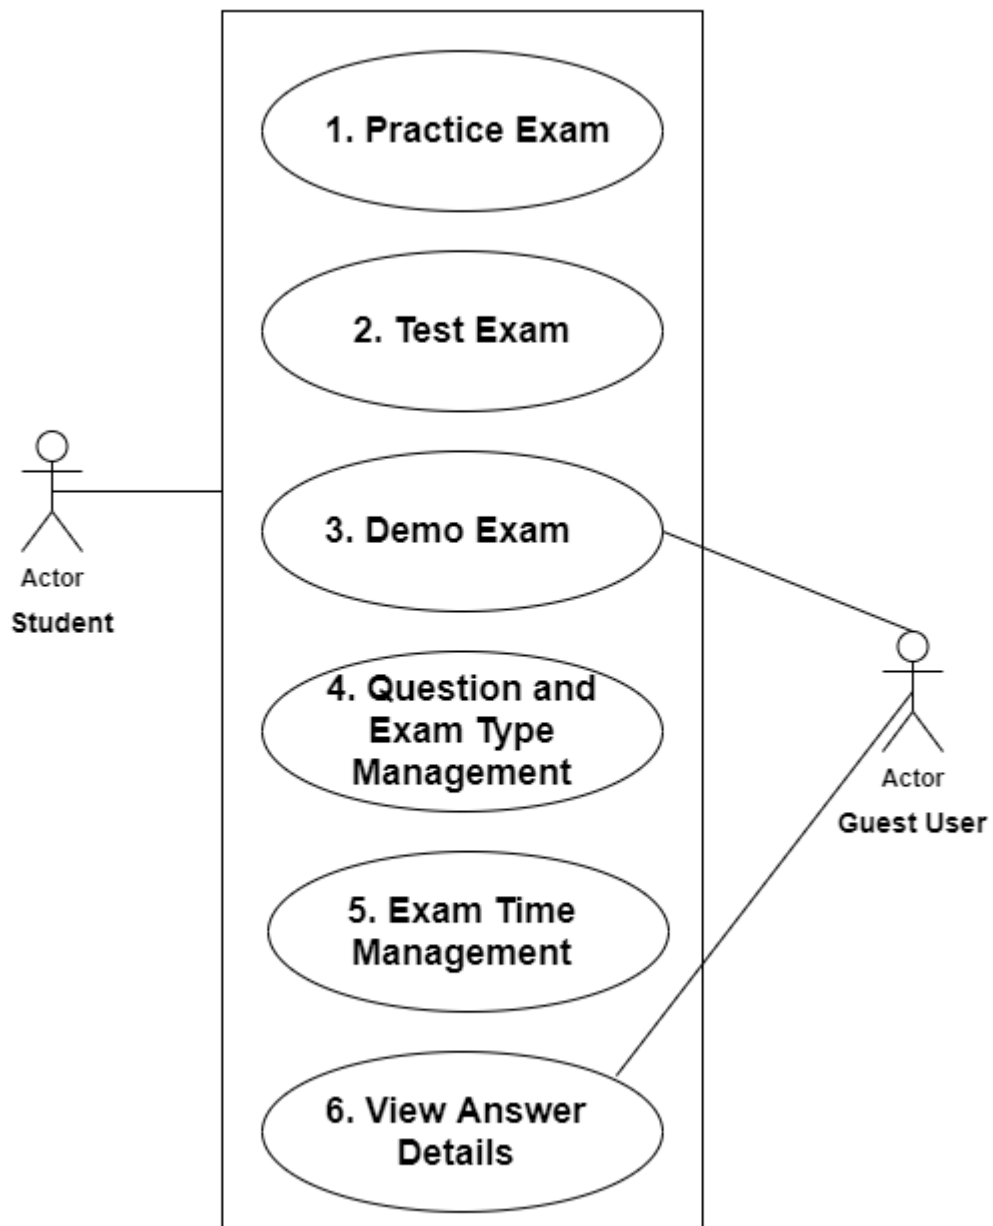 1. Practice Exam
2. Test Exam
3. Demo Exam
Actor
Student
4. Question and
Exam Type
Management
Actor
Guest User
5. Exam Time
Management
6. View Answer
Details